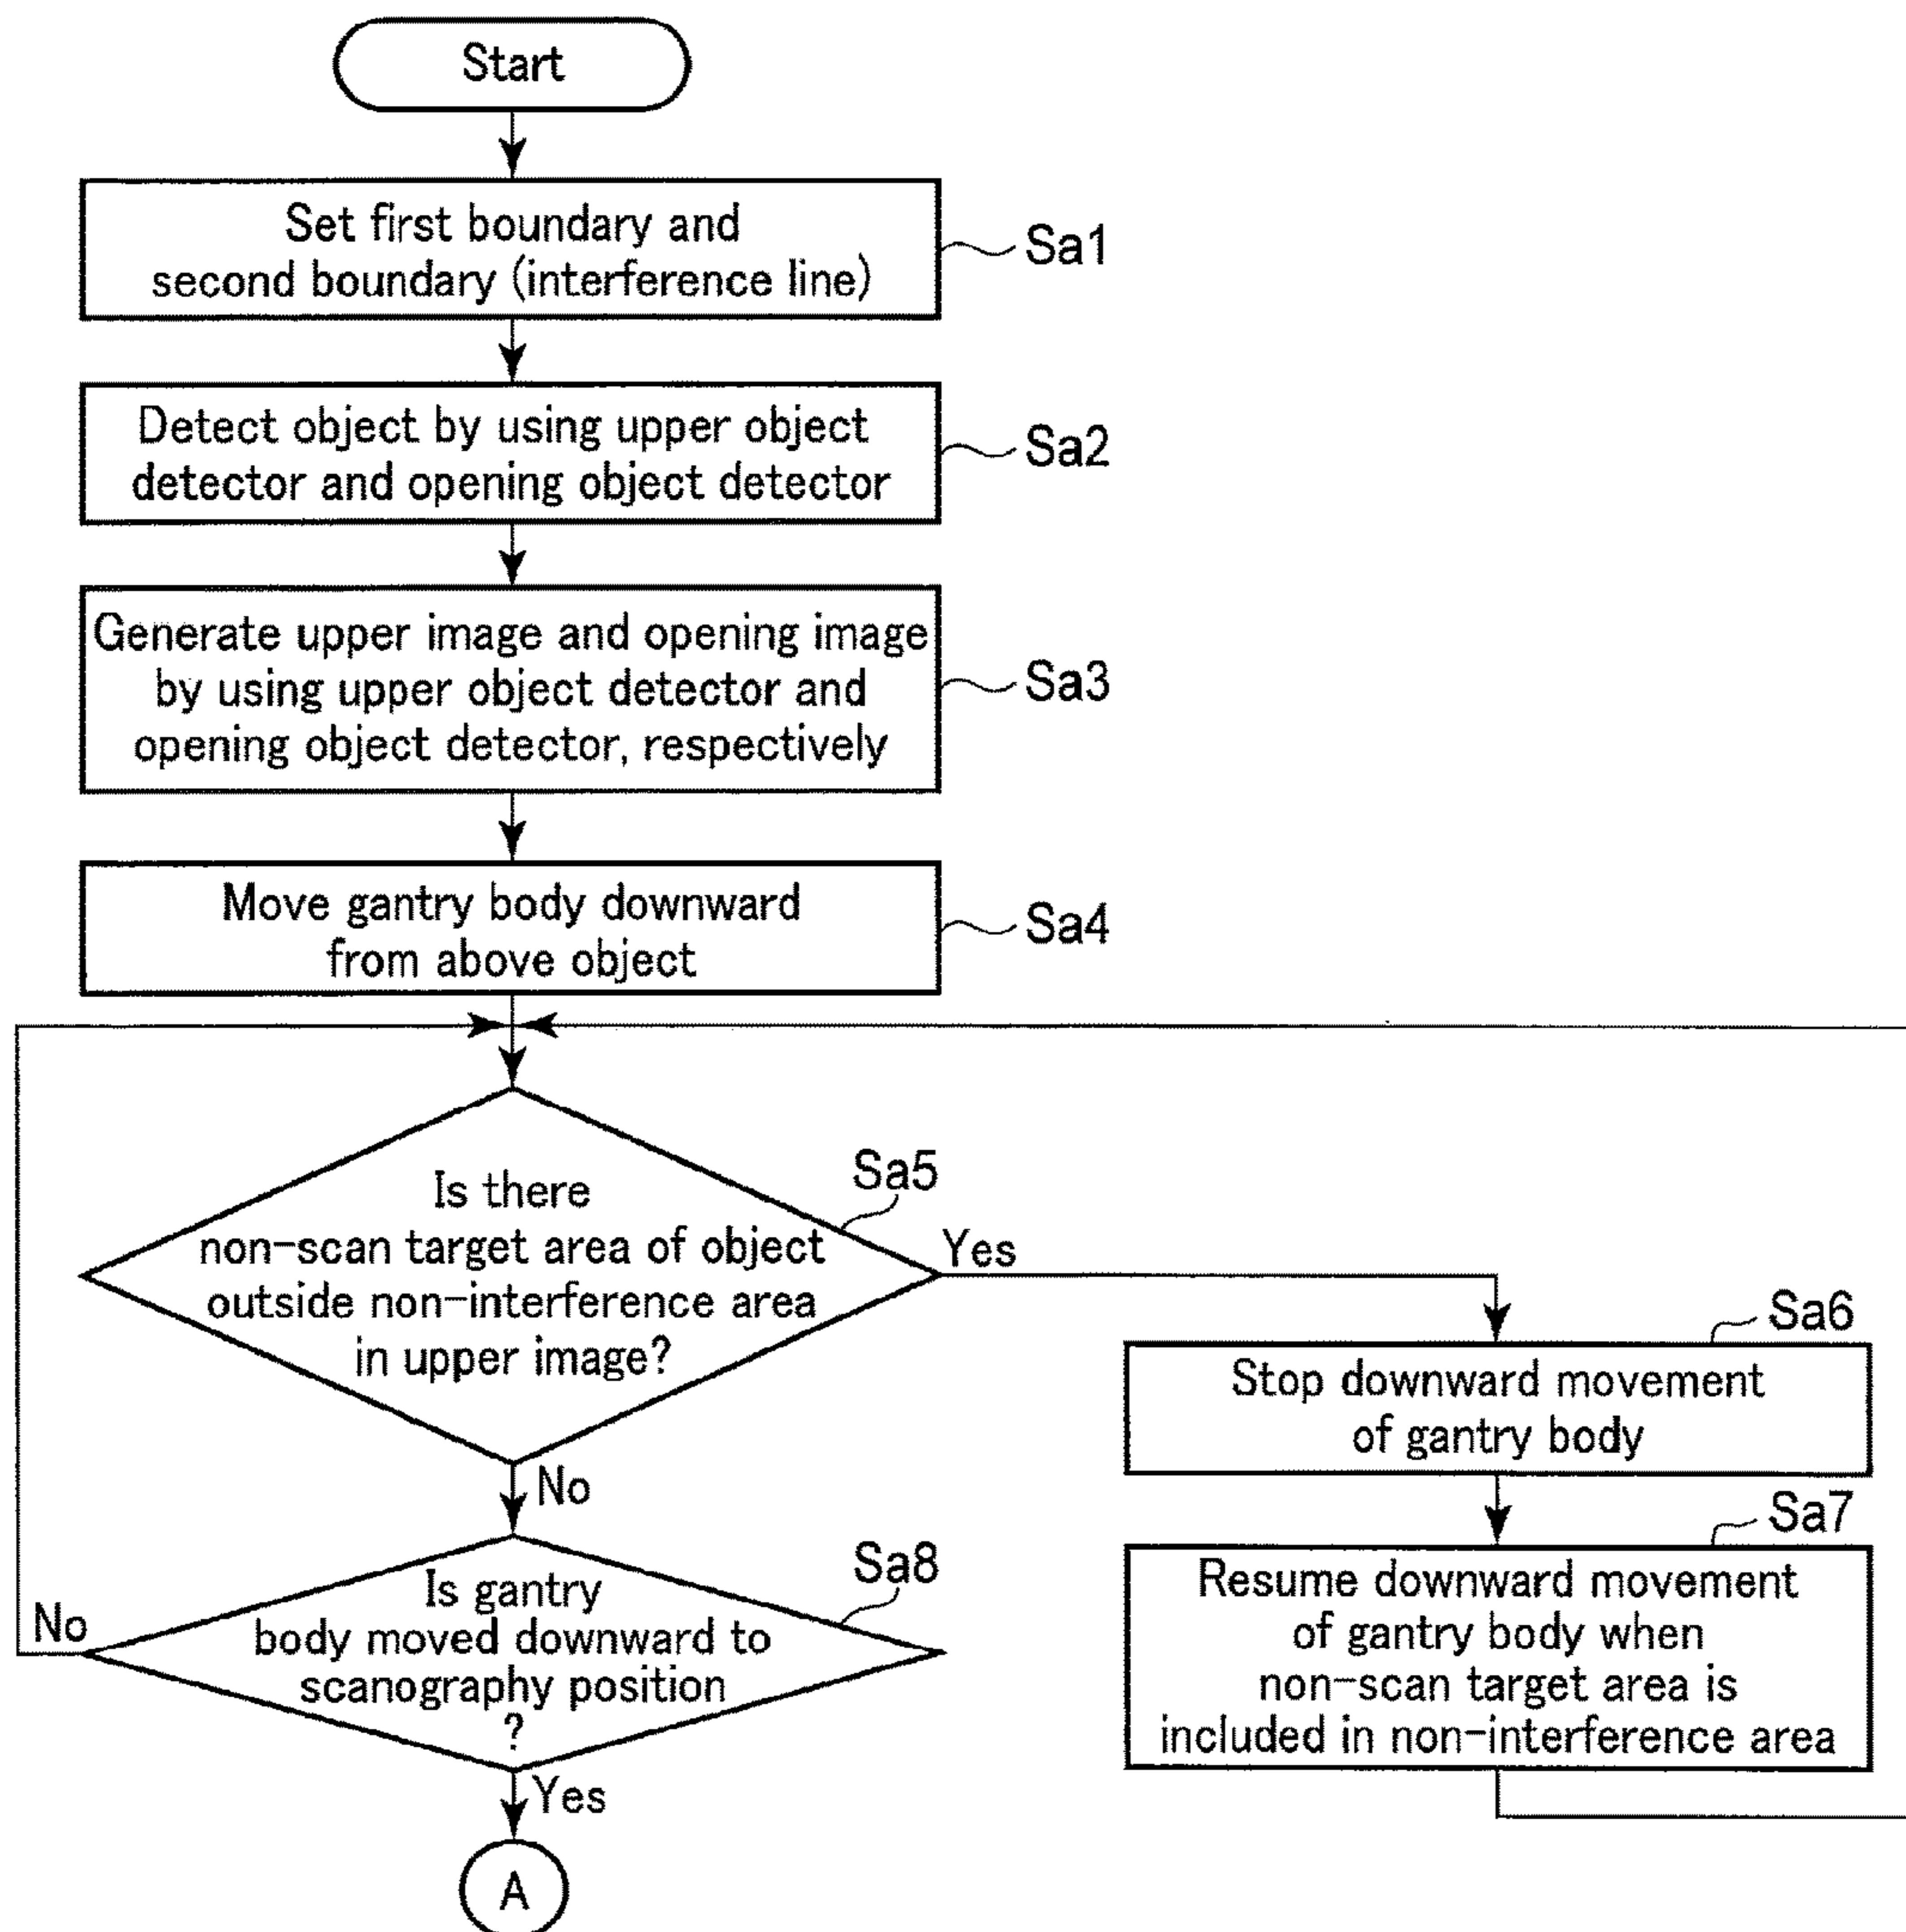 Start
Set first boundary and
second boundary (interference line)
Sa1
Detect object by using upper object
detector and opening object detector
Sa2
Generate upper image and opening image
by using upper object detector and
opening object detector, respectively
Sa3
Move gantry body downward
from above object
Sa4
Is there
non-scan target area of object
outside non-interference area
in upper image?
Sa5
Yes
No
Stop downward movement
of gantry body
Sa6
Resume downward movement
of gantry body when
non-scan target area is
included in non-interference area
Sa7
Is gantry
body moved downward to
scanography position
?
Sa8
No
Yes
A